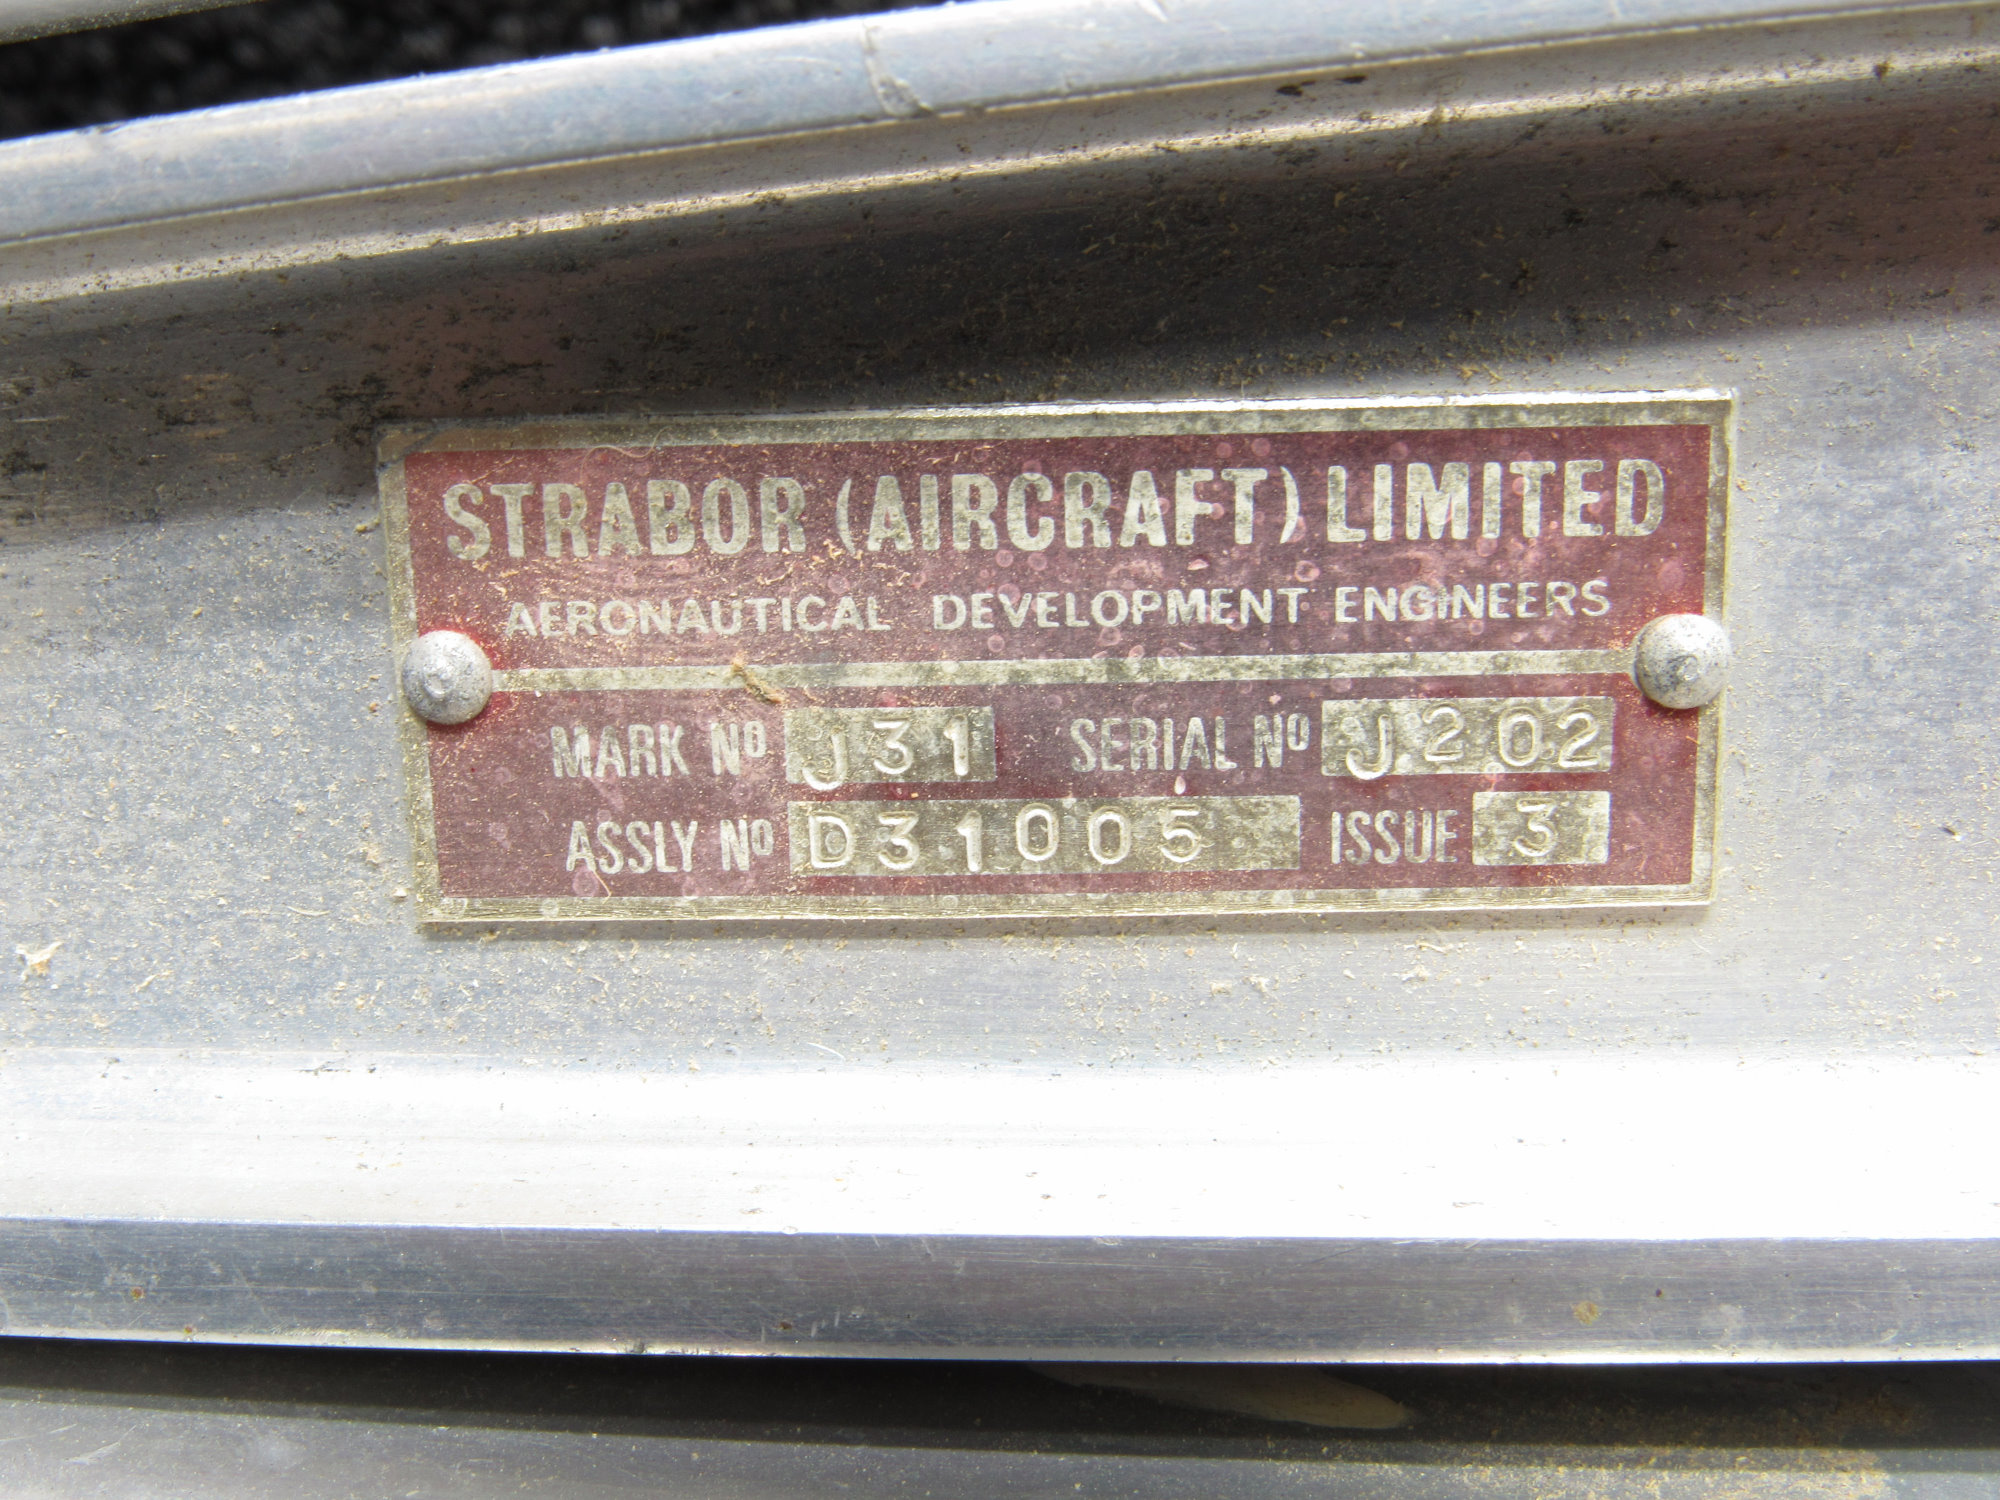 STRABOR (AIRCRAFT) LIMITED
AERONAUTICAL DEVELOPMENT ENGINEERS
MARK Nº J31 SERIAL Nº J202
ASSLY Nº D31005 ISSUE 3